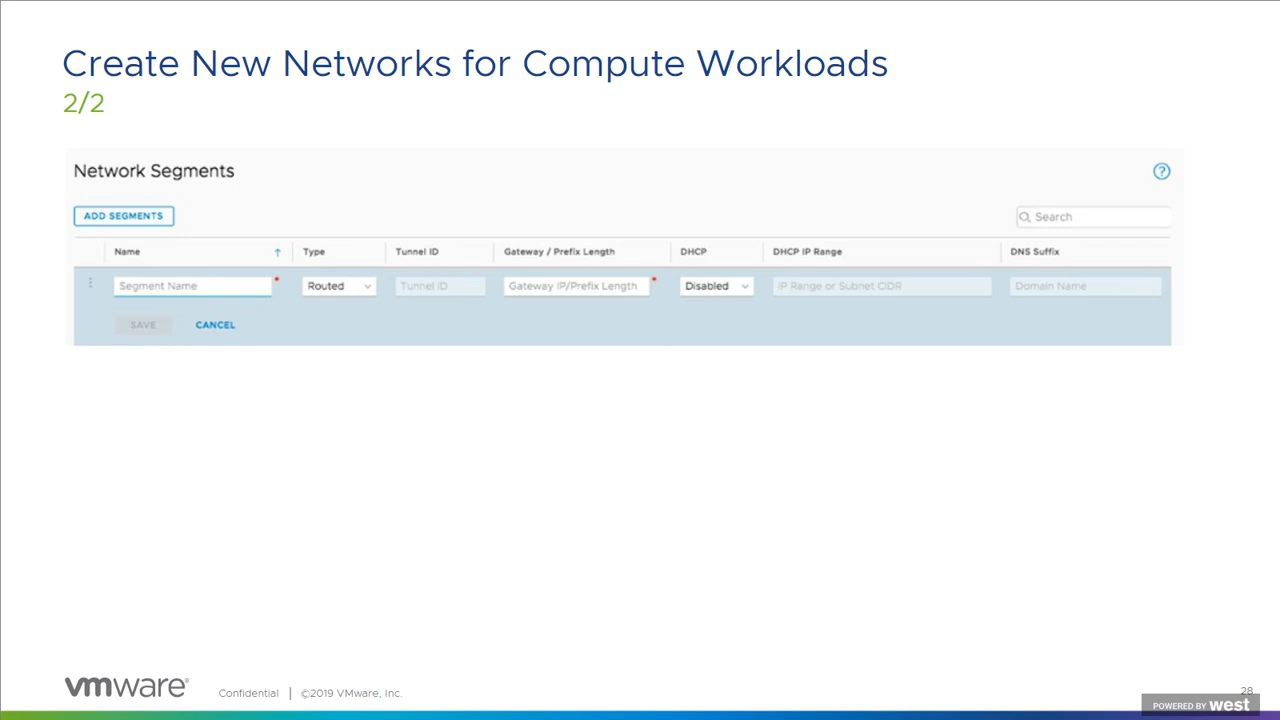 Create New Networks for Compute Workloads
2/2
Network Segments
?
ADD SEGMENTS
Search
Name ↑ Type Tunnel ID Gateway / Prefix Length DHCP DHCP IP Range DNS Suffix
Segment Name * Routed Tunnel ID Gateway IP/Prefix Length * Disabled IP Range or Subnet CIDR Domain Name
SAVE CANCEL
vmware® Confidential | ©2019 VMware, Inc.
28
POWERED BY west